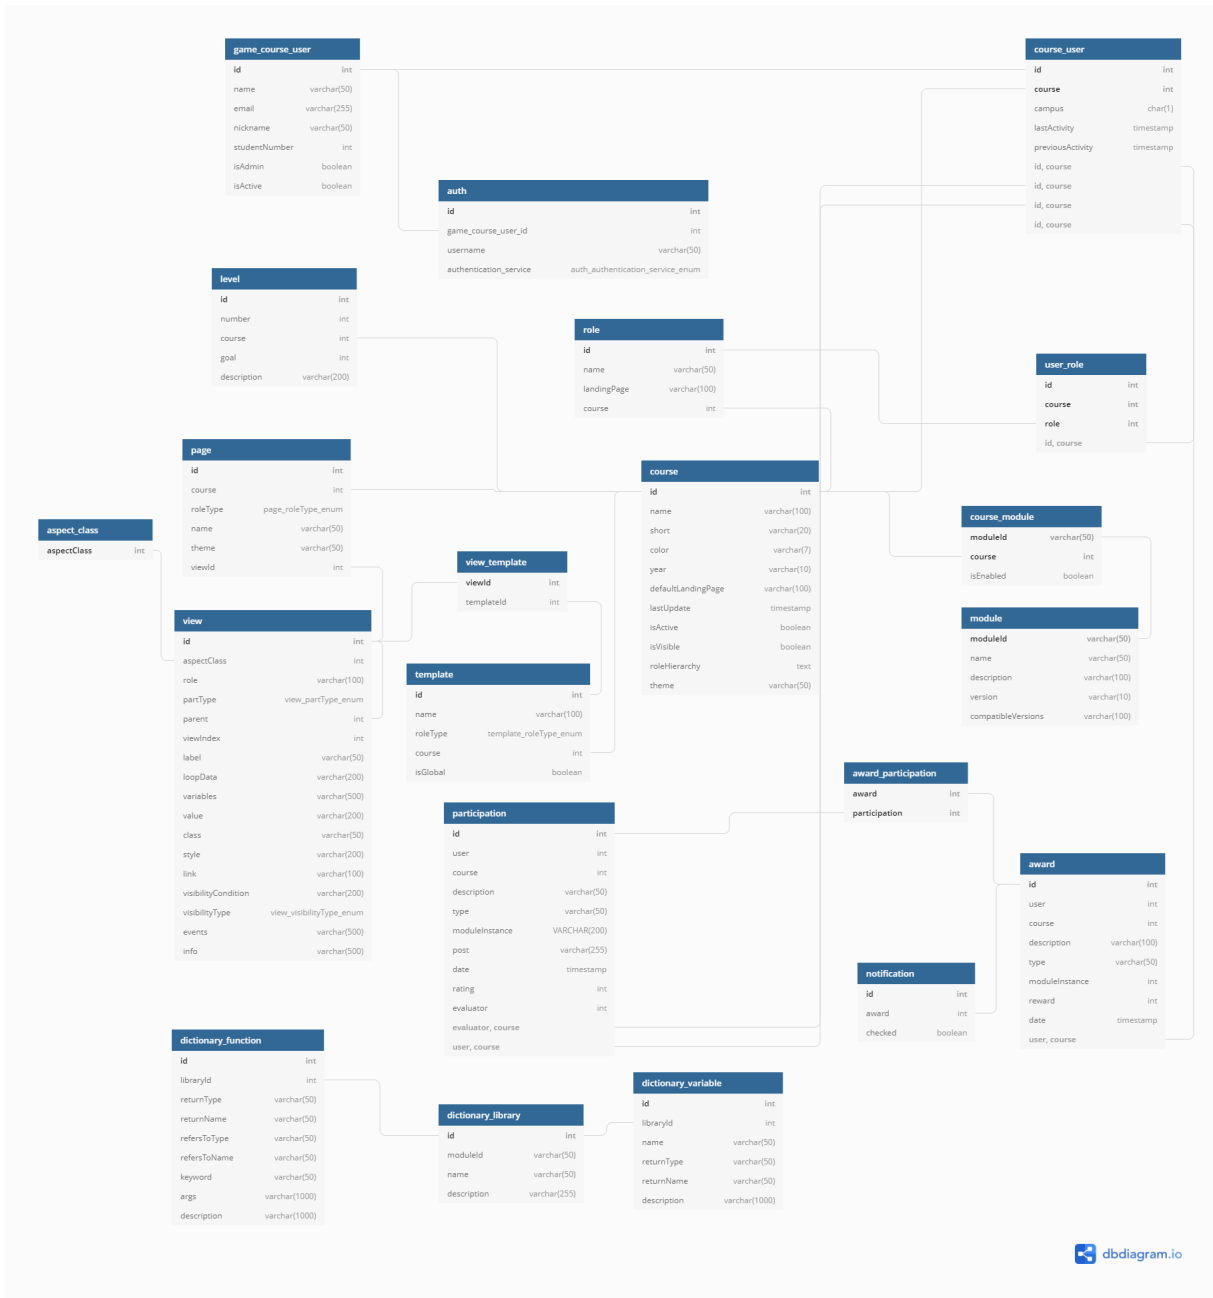 game_course_user
id int
name varchar(50)
email varchar(255)
nickname varchar(50)
studentNumber int
isAdmin boolean
isActive boolean
course_user
id int
course int
campus char(1)
lastActivity timestamp
previousActivity timestamp
id, course
id, course
id, course
id, course
auth
id int
game_course_user_id int
username varchar(50)
authentication_service auth_authentication_service_enum
level
id int
number int
course int
goal int
description varchar(200)
role
id int
name varchar(50)
landingPage varchar(100)
course int
user_role
id int
course int
role int
id, course
page
id int
course int
roleType page_roleType_enum
name varchar(50)
theme varchar(50)
viewId int
course
id int
name varchar(100)
short varchar(20)
color varchar(7)
year varchar(10)
defaultLandingPage varchar(100)
lastUpdate timestamp
isActive boolean
isVisible boolean
roleHierarchy text
theme varchar(50)
course_module
moduleId varchar(50)
course int
isEnabled boolean
aspect_class
aspectClass int
view_template
viewId int
templateId int
view
id int
aspectClass int
role varchar(100)
partType view_partType_enum
parent int
viewIndex int
label varchar(50)
loopData varchar(200)
variables varchar(500)
value varchar(200)
class varchar(50)
style varchar(200)
link varchar(100)
visibilityCondition varchar(200)
visibilityType view_visibilityType_enum
events varchar(500)
info varchar(500)
module
moduleId varchar(50)
name varchar(50)
description varchar(100)
version varchar(10)
compatibleVersions varchar(100)
template
id int
name varchar(100)
roleType template_roleType_enum
course int
isGlobal boolean
award_participation
award int
participation int
participation
id int
user int
course int
description varchar(50)
type varchar(50)
moduleInstance VARCHAR(200)
post varchar(255)
date timestamp
rating int
evaluator int
evaluator, course
user, course
award
id int
user int
course int
description varchar(100)
type varchar(50)
moduleInstance int
reward int
date timestamp
user, course
notification
id int
award int
checked boolean
dictionary_function
id int
libraryId int
returnType varchar(50)
returnName varchar(50)
refersToType varchar(50)
refersToName varchar(50)
keyword varchar(50)
args varchar(1000)
description varchar(1000)
dictionary_library
id int
moduleId varchar(50)
name varchar(50)
description varchar(255)
dictionary_variable
id int
libraryId int
name varchar(50)
returnType varchar(50)
returnName varchar(50)
description varchar(1000)
dbdiagram.io